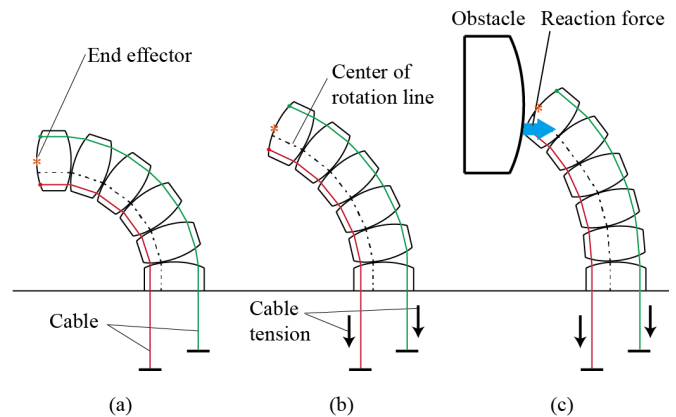 Obstacle
Reaction force
End effector
Center of
rotation line
Cable
Cable
tension
(a)
(b)
(c)